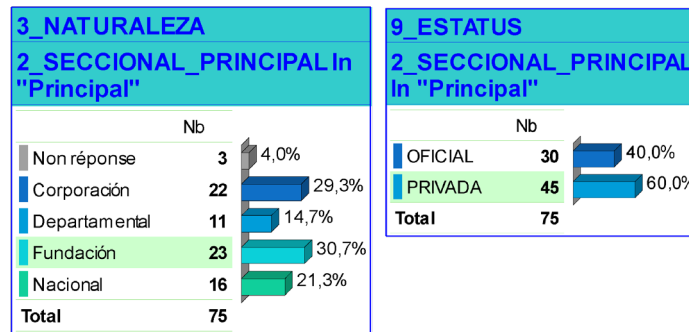 3_NATURALEZA
2_SECCIONAL_PRINCIPAL In
"Principal"
Nb
Non réponse 3 4,0%
Corporación 22 29,3%
Departamental 11 14,7%
Fundación 23 30,7%
Nacional 16 21,3%
Total 75
9_ESTATUS
2_SECCIONAL_PRINCIPAL
In "Principal"
Nb
OFICIAL 30 40,0%
PRIVADA 45 60,0%
Total 75